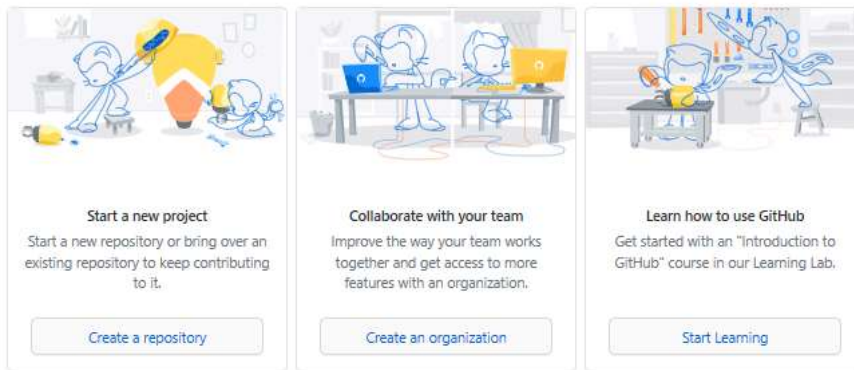 Start a new project
Start a new repository or bring over an
existing repository to keep contributing
to it.
Create a repository
Collaborate with your team
Improve the way your team works
together and get access to more
features with an organization.
Create an organization
Learn how to use GitHub
Get started with an "Introduction to
GitHub" course in our Learning Lab.
Start Learning